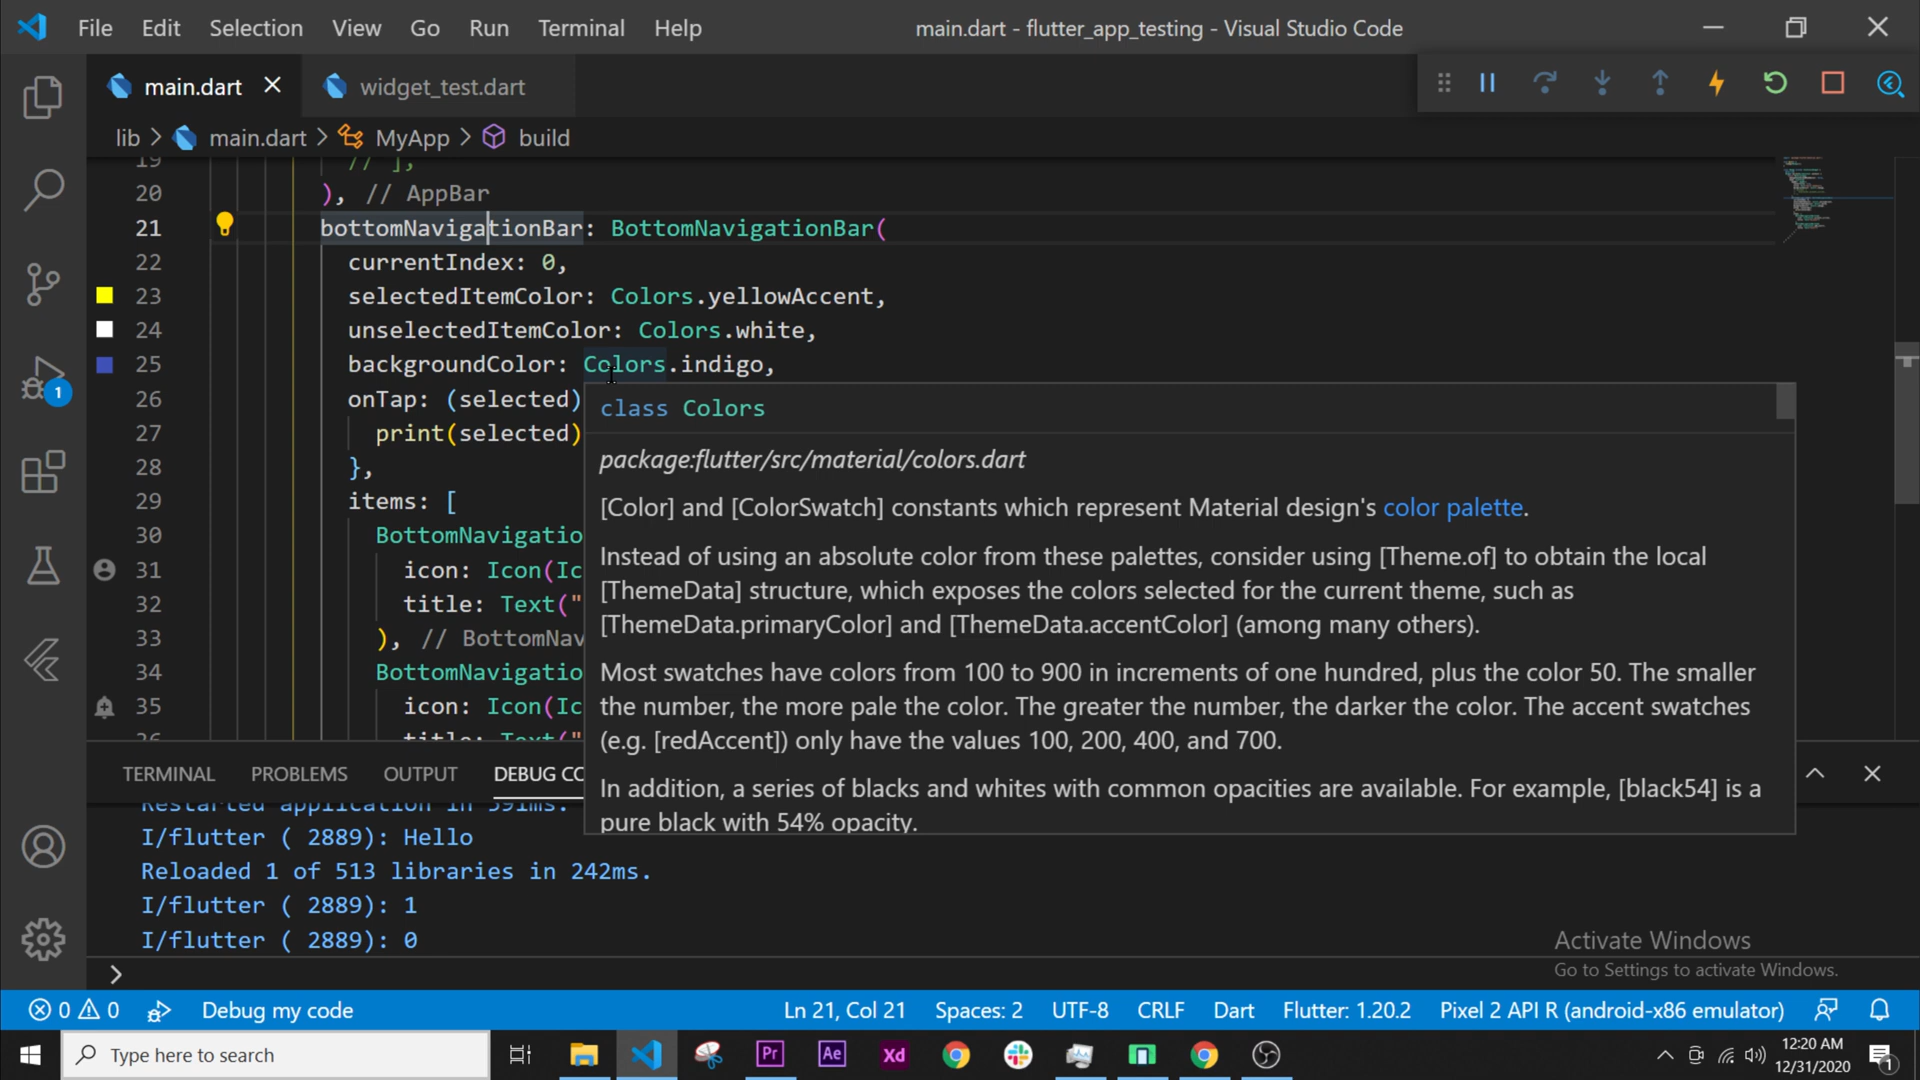 File Edit Selection View Go Run Terminal Help
main.dart - flutter_app_testing - Visual Studio Code
main.dart
widget_test.dart
lib > main.dart > MyApp > build
19 // ],
20 ), // AppBar
21 bottomNavigationBar: BottomNavigationBar(
22 currentIndex: 0,
23 selectedItemColor: Colors.yellowAccent,
24 unselectedItemColor: Colors.white,
25 backgroundColor: Colors.indigo,
26 onTap: (selected)
27 print(selected)
28 },
29 items: [
30 BottomNavigatio
31 icon: Icon(Ic
32 title: Text("
33 ), // BottomNav
34 BottomNavigatio
35 icon: Icon(Ic
class Colors
package:flutter/src/material/colors.dart
[Color] and [ColorSwatch] constants which represent Material design's color palette.
Instead of using an absolute color from these palettes, consider using [Theme.of] to obtain the local
[ThemeData] structure, which exposes the colors selected for the current theme, such as
[ThemeData.primaryColor] and [ThemeData.accentColor] (among many others).
Most swatches have colors from 100 to 900 in increments of one hundred, plus the color 50. The smaller
the number, the more pale the color. The greater the number, the darker the color. The accent swatches
(e.g. [redAccent]) only have the values 100, 200, 400, and 700.
In addition, a series of blacks and whites with common opacities are available. For example, [black54] is a
pure black with 54% opacity.
1
TERMINAL PROBLEMS OUTPUT DEBUG CO
Restarted application in 591ms.
I/flutter ( 2889): Hello
Reloaded 1 of 513 libraries in 242ms.
I/flutter ( 2889): 1
I/flutter ( 2889): 0
>
Activate Windows
Go to Settings to activate Windows.
0 0 Debug my code Ln 21, Col 21 Spaces: 2 UTF-8 CRLF Dart Flutter: 1.20.2 Pixel 2 API R (android-x86 emulator)
Type here to search
Pr Ae Xd
12:20 AM
12/31/2020
1